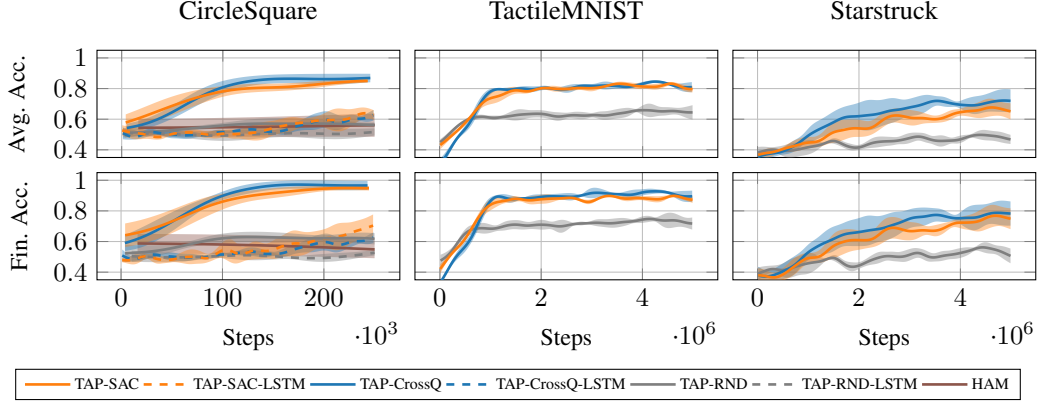 CircleSquare TactileMNIST Starstruck
Avg. Acc.
1
0.8
0.6
0.4
Fin. Acc.
1
0.8
0.6
0.4
0 100 200 0 2 4 0 2 4
Steps ·10³ Steps ·10⁶ Steps ·10⁶
TAP-SAC TAP-SAC-LSTM TAP-CrossQ TAP-CrossQ-LSTM TAP-RND TAP-RND-LSTM HAM